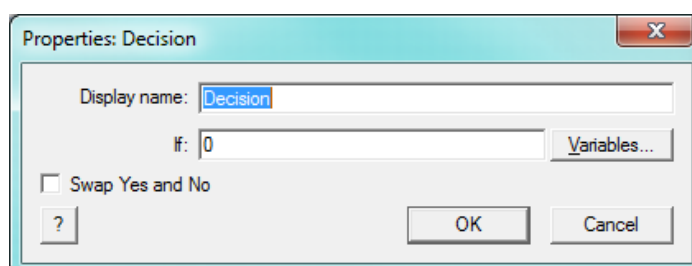 Properties: Decision
X
Display name: Decision
If: 0 Variables...
Swap Yes and No
? OK Cancel